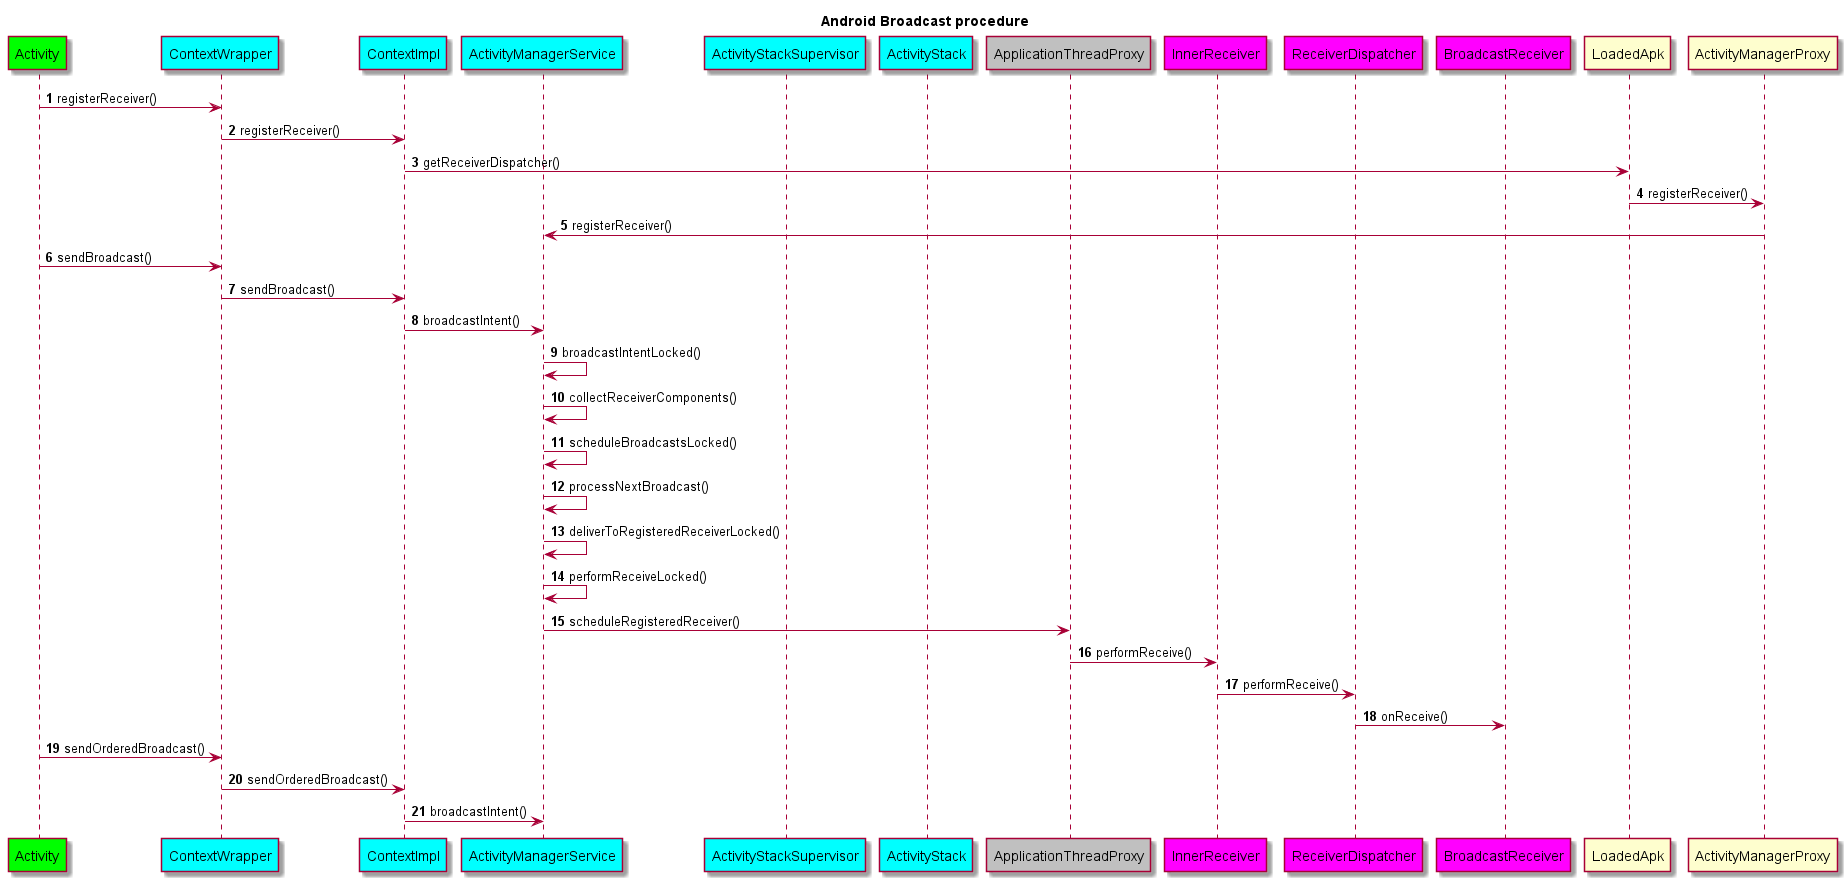 Android Broadcast procedure
Activity
ContextWrapper
ContextImpl
ActivityManagerService
ActivityStackSupervisor
ActivityStack
ApplicationThreadProxy
InnerReceiver
ReceiverDispatcher
BroadcastReceiver
LoadedApk
ActivityManagerProxy
1 registerReceiver()
2 registerReceiver()
3 getReceiverDispatcher()
4 registerReceiver()
5 registerReceiver()
6 sendBroadcast()
7 sendBroadcast()
8 broadcastIntent()
9 broadcastIntentLocked()
10 collectReceiverComponents()
11 scheduleBroadcastsLocked()
12 processNextBroadcast()
13 deliverToRegisteredReceiverLocked()
14 performReceiveLocked()
15 scheduleRegisteredReceiver()
16 performReceive()
17 performReceive()
18 onReceive()
19 sendOrderedBroadcast()
20 sendOrderedBroadcast()
21 broadcastIntent()
Activity
ContextWrapper
ContextImpl
ActivityManagerService
ActivityStackSupervisor
ActivityStack
ApplicationThreadProxy
InnerReceiver
ReceiverDispatcher
BroadcastReceiver
LoadedApk
ActivityManagerProxy